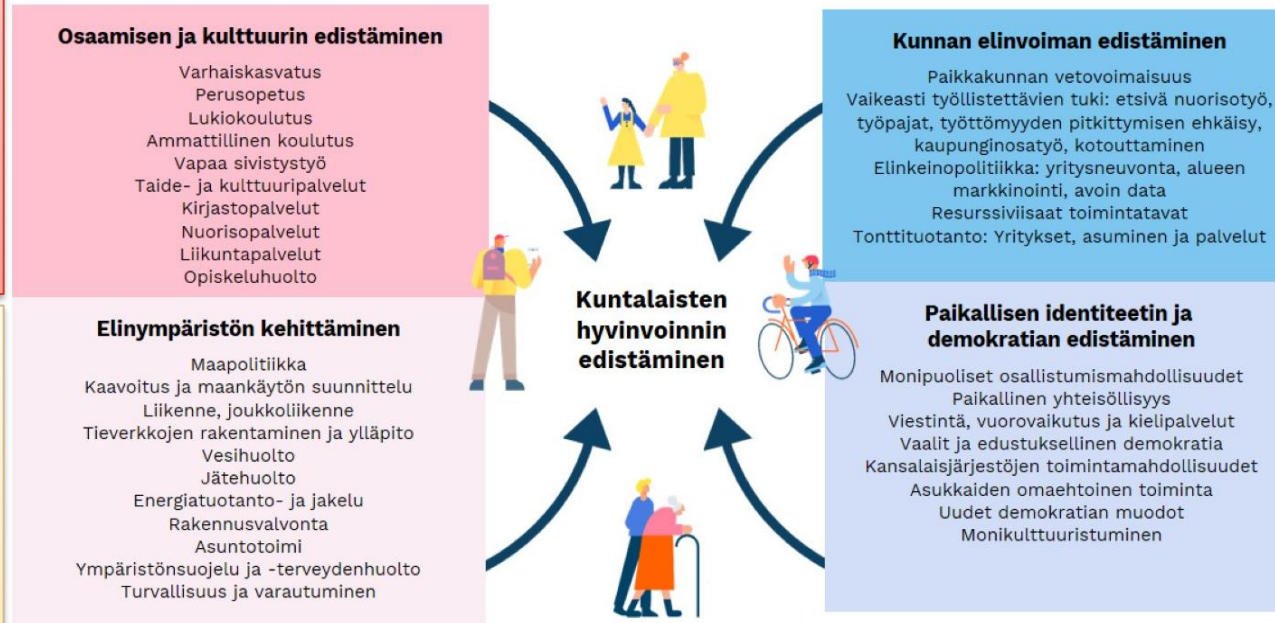 Osaamisen ja kulttuurin edistäminen
Varhaiskasvatus
Perusopetus
Lukiokoulutus
Ammattillinen koulutus
Vapaa sivistystyö
Taide- ja kulttuuripalvelut
Kirjastopalvelut
Nuorisopalvelut
Liikuntapalvelut
Opiskeluhuolto
Kunnan elinvoiman edistäminen
Paikkakunnan vetovoimaisuus
Vaikeasti työllistettävien tuki: etsivä nuorisotyö,
työpajat, työttömyyden pitkittymisen ehkäisy,
kaupunginosatyö, kotouttaminen
Elinkeinopolitiikka: yritysneuvonta, alueen
markkinointi, avoin data
Resurssiviisaat toimintatavat
Tonttituotanto: Yritykset, asuminen ja palvelut
Kuntalaisten
hyvinvoinnin
edistäminen
Elinympäristön kehittäminen
Maapolitiikka
Kaavoitus ja maankäytön suunnittelu
Liikenne, joukkoliikenne
Tieverkkojen rakentaminen ja ylläpito
Vesihuolto
Jätehuolto
Energiatuotanto- ja jakelu
Rakennusvalvonta
Asuntotoimi
Ympäristönsuojelu ja -terveydenhuolto
Turvallisuus ja varautuminen
Paikallisen identiteetin ja
demokratian edistäminen
Monipuoliset osallistumismahdollisuudet
Paikallinen yhteisöllisyys
Viestintä, vuorovaikutus ja kielipalvelut
Vaalit ja edustuksellinen demokratia
Kansalaisjärjestöjen toimintamahdollisuudet
Asukkaiden omaehtoinen toiminta
Uudet demokratian muodot
Monikulttuuristuminen